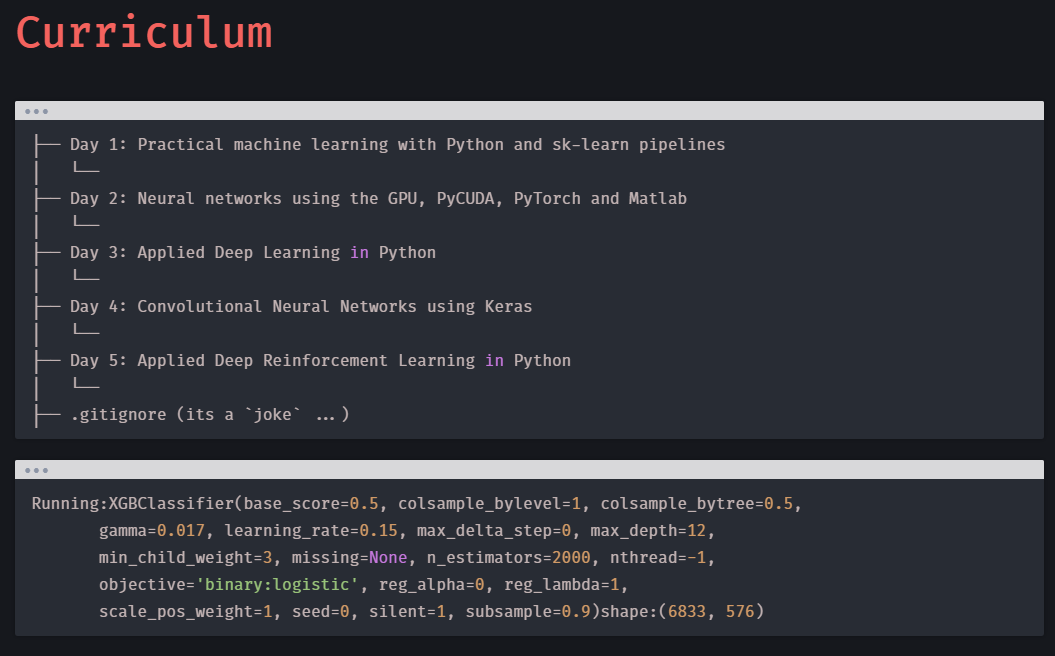 Curriculum
├── Day 1: Practical machine learning with Python and sk-learn pipelines
│   └──
├── Day 2: Neural networks using the GPU, PyCUDA, PyTorch and Matlab
│   └──
├── Day 3: Applied Deep Learning in Python
│   └──
├── Day 4: Convolutional Neural Networks using Keras
│   └──
├── Day 5: Applied Deep Reinforcement Learning in Python
│   └──
├── .gitignore (its a `joke` ...)
Running:XGBClassifier(base_score=0.5, colsample_bylevel=1, colsample_bytree=0.5,
gamma=0.017, learning_rate=0.15, max_delta_step=0, max_depth=12,
min_child_weight=3, missing=None, n_estimators=2000, nthread=-1,
objective='binary:logistic', reg_alpha=0, reg_lambda=1,
scale_pos_weight=1, seed=0, silent=1, subsample=0.9)shape:(6833, 576)